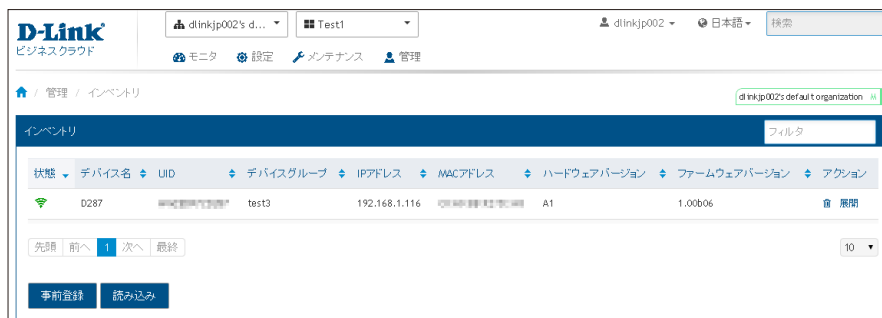 D-Link
ビジネスクラウド
dlinkjp002's d...
Test1
dlinkjp002
日本語
検索
モニタ 設定 メンテナンス 管理
/ 管理 / インベントリ
dlinkjp002's default organization
インベントリ
フィルタ
状態 デバイス名 UID デバイスグループ IPアドレス MACアドレス ハードウェアバージョン ファームウェアバージョン アクション
D287 test3 192.168.1.116 A1 1.00b06 展開
先頭 前へ 1 次へ 最終
10
事前登録 読み込み